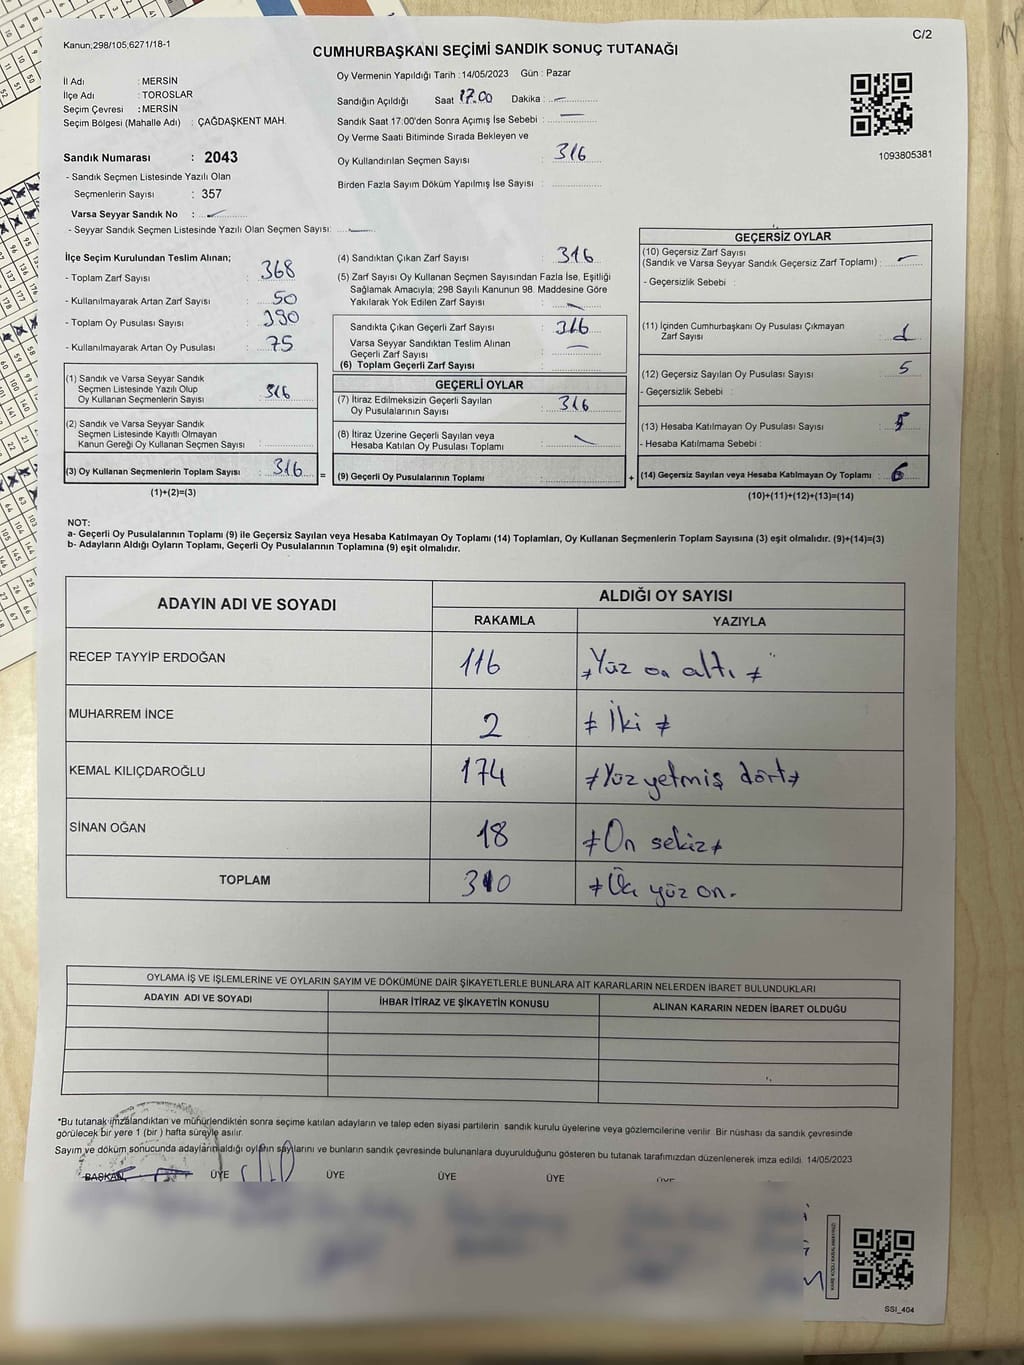 Kanun;298/105,6271/18-1
C/2
CUMHURBAŞKANI SEÇİMİ SANDIK SONUÇ TUTANAĞI
İl Adı : MERSİN
İlçe Adı : TOROSLAR
Seçim Çevresi : MERSİN
Seçim Bölgesi (Mahalle Adı) : ÇAĞDAŞKENT MAH.
Sandık Numarası : 2043
- Sandık Seçmen Listesinde Yazılı Olan
Seçmenlerin Sayısı : 357
Varsa Seyyar Sandık No :
- Seyyar Sandık Seçmen Listesinde Yazılı Olan Seçmen Sayısı:
Oy Vermenin Yapıldığı Tarih : 14/05/2023 Gün : Pazar
Sandığın Açıldığı Saat 17.00 Dakika : –
Sandık Saat 17:00'den Sonra Açımış İse Sebebi : –
Oy Verme Saati Bitiminde Sırada Bekleyen ve
Oy Kullandırılan Seçmen Sayısı : 316
Birden Fazla Sayım Döküm Yapılmış İse Sayısı :
1093805381
İlçe Seçim Kurulundan Teslim Alınan;
- Toplam Zarf Sayısı : 368
- Kullanılmayarak Artan Zarf Sayısı : 50
- Toplam Oy Pusulası Sayısı : 390
- Kullanılmayarak Artan Oy Pusulası : 75
(1) Sandık ve Varsa Seyyar Sandık
Seçmen Listesinde Yazılı Olup
Oy Kullanan Seçmenlerin Sayısı : 316
(2) Sandık ve Varsa Seyyar Sandık
Seçmen Listesinde Kayıtlı Olmayan
Kanun Gereği Oy Kullanan Seçmen Sayısı :
(3) Oy Kullanan Seçmenlerin Toplam Sayısı : 316 =
(1)+(2)=(3)
(4) Sandıktan Çıkan Zarf Sayısı : 316
(5) Zarf Sayısı Oy Kullanan Seçmen Sayısından Fazla İse, Eşitliği
Sağlamak Amacıyla; 298 Sayılı Kanunun 98. Maddesine Göre
Yakılarak Yok Edilen Zarf Sayısı :
Sandıkta Çıkan Geçerli Zarf Sayısı : 316
Varsa Seyyar Sandıktan Teslim Alınan
Geçerli Zarf Sayısı : –
(6) Toplam Geçerli Zarf Sayısı :
GEÇERLİ OYLAR
(7) İtiraz Edilmeksizin Geçerli Sayılan
Oy Pusulalarının Sayısı : 316
(8) İtiraz Üzerine Geçerli Sayılan veya
Hesaba Katılan Oy Pusulası Toplamı :
(9) Geçerli Oy Pusulalarının Toplamı : +
GEÇERSİZ OYLAR
(10) Geçersiz Zarf Sayısı
(Sandık ve Varsa Seyyar Sandık Geçersiz Zarf Toplamı) : –
- Geçersizlik Sebebi :
(11) İçinden Cumhurbaşkanı Oy Pusulası Çıkmayan
Zarf Sayısı :
(12) Geçersiz Sayılan Oy Pusulası Sayısı : 5
- Geçersizlik Sebebi :
(13) Hesaba Katılmayan Oy Pusulası Sayısı :
- Hesaba Katılmama Sebebi :
(14) Geçersiz Sayılan veya Hesaba Katılmayan Oy Toplamı : 6
(10)+(11)+(12)+(13)=(14)
NOT:
a- Geçerli Oy Pusulalarının Toplamı (9) ile Geçersiz Sayılan veya Hesaba Katılmayan Oy Toplamı (14) Toplamları, Oy Kullanan Seçmenlerin Toplam Sayısına (3) eşit olmalıdır. (9)+(14)=(3)
b- Adayların Aldığı Oyların Toplamı, Geçerli Oy Pusulalarının Toplamına (9) eşit olmalıdır.
ADAYIN ADI VE SOYADI
ALDIĞI OY SAYISI
RAKAMLA YAZIYLA
RECEP TAYYİP ERDOĞAN 116 Yüz on altı
MUHARREM İNCE 2 İki
KEMAL KILIÇDAROĞLU 174 Yüz yetmiş dört
SİNAN OĞAN 18 On sekiz
TOPLAM 310 Üç yüz on.
OYLAMA İŞ VE İŞLEMLERİNE VE OYLARIN SAYIM VE DÖKÜMÜNE DAİR ŞİKAYETLERLE BUNLARA AİT KARARLARIN NELERDEN İBARET BULUNDUKLARI
ADAYIN ADI VE SOYADI İHBAR İTİRAZ VE ŞİKAYETİN KONUSU ALINAN KARARIN NEDEN İBARET OLDUĞU
*Bu tutanak imzalandıktan ve mühürlendikten sonra seçime katılan adayların ve talep eden siyasi partilerin sandık kurulu üyelerine veya gözlemcilerine verilir. Bir nüshası da sandık çevresinde
görülecek bir yere 1 (bir) hafta süreyle asılır.
Sayım ve döküm sonucunda adayların aldığı oyların sayılarını ve bunların sandık çevresinde bulunanlara duyurulduğunu gösteren bu tutanak tarafımızdan düzenlenerek imza edildi. 14/05/2023
BAŞKAN ÜYE ÜYE ÜYE ÜYE ÜYE
SSI_404